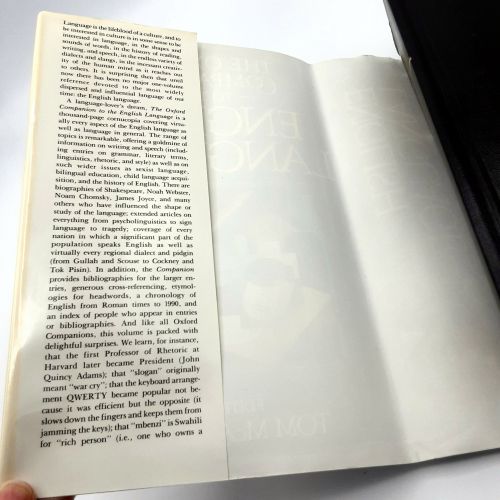 Language is the lifeblood of a culture, and to
be interested in culture is in some sense to be
interested in language, in the shapes and
sounds of words, in the history of reading,
writing, and speech, in the endless variety of
dialects and slangs, in the incessant creativ-
ity of the human mind as it reaches out
to others. It is surprising then that until
now there has been no major one-volume
reference devoted to the most widely
dispersed and influential language of our
time: the English language.
A language-lover's dream, The Oxford
Companion to the English Language is a
thousand-page cornucopia covering virtu-
ally every aspect of the English language as
well as language in general. The range of
topics is remarkable, offering a goldmine of
information on writing and speech (includ-
ing entries on grammar, literary terms,
linguistics, rhetoric, and style) as well as on
such wider issues as sexist language,
bilingual education, child language acqui-
sition, and the history of English. There are
biographies of Shakespeare, Noah Webster,
Noam Chomsky, James Joyce, and many
others who have influenced the shape or
study of the language; extended articles on
everything from psycholinguistics to sign
language to tragedy; coverage of every
nation in which a significant part of the
population speaks English as well as
virtually every regional dialect and pidgin
(from Gullah and Scouse to Cockney and
Tok Pisin). In addition, the Companion
provides bibliographies for the larger en-
tries, generous cross-referencing, etymol-
ogies for headwords, a chronology of
English from Roman times to 1990, and
an index of people who appear in entries
or bibliographies. And like all Oxford
Companions, this volume is packed with
delightful surprises. We learn, for instance,
that the first Professor of Rhetoric at
Harvard later became President (John
Quincy Adams); that "slogan" originally
meant "war cry"; that the keyboard arrange-
ment QWERTY became popular not be-
cause it was efficient but the opposite (it
slows down the fingers and keeps them from
jamming the keys); that "mbenzi" is Swahili
for "rich person" (i.e., one who owns a